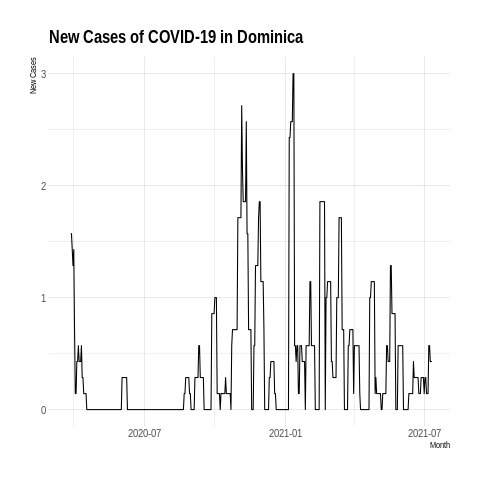 New Cases of COVID-19 in Dominica
New Cases
3
2
1
0
2020-07
2021-01
2021-07
Month